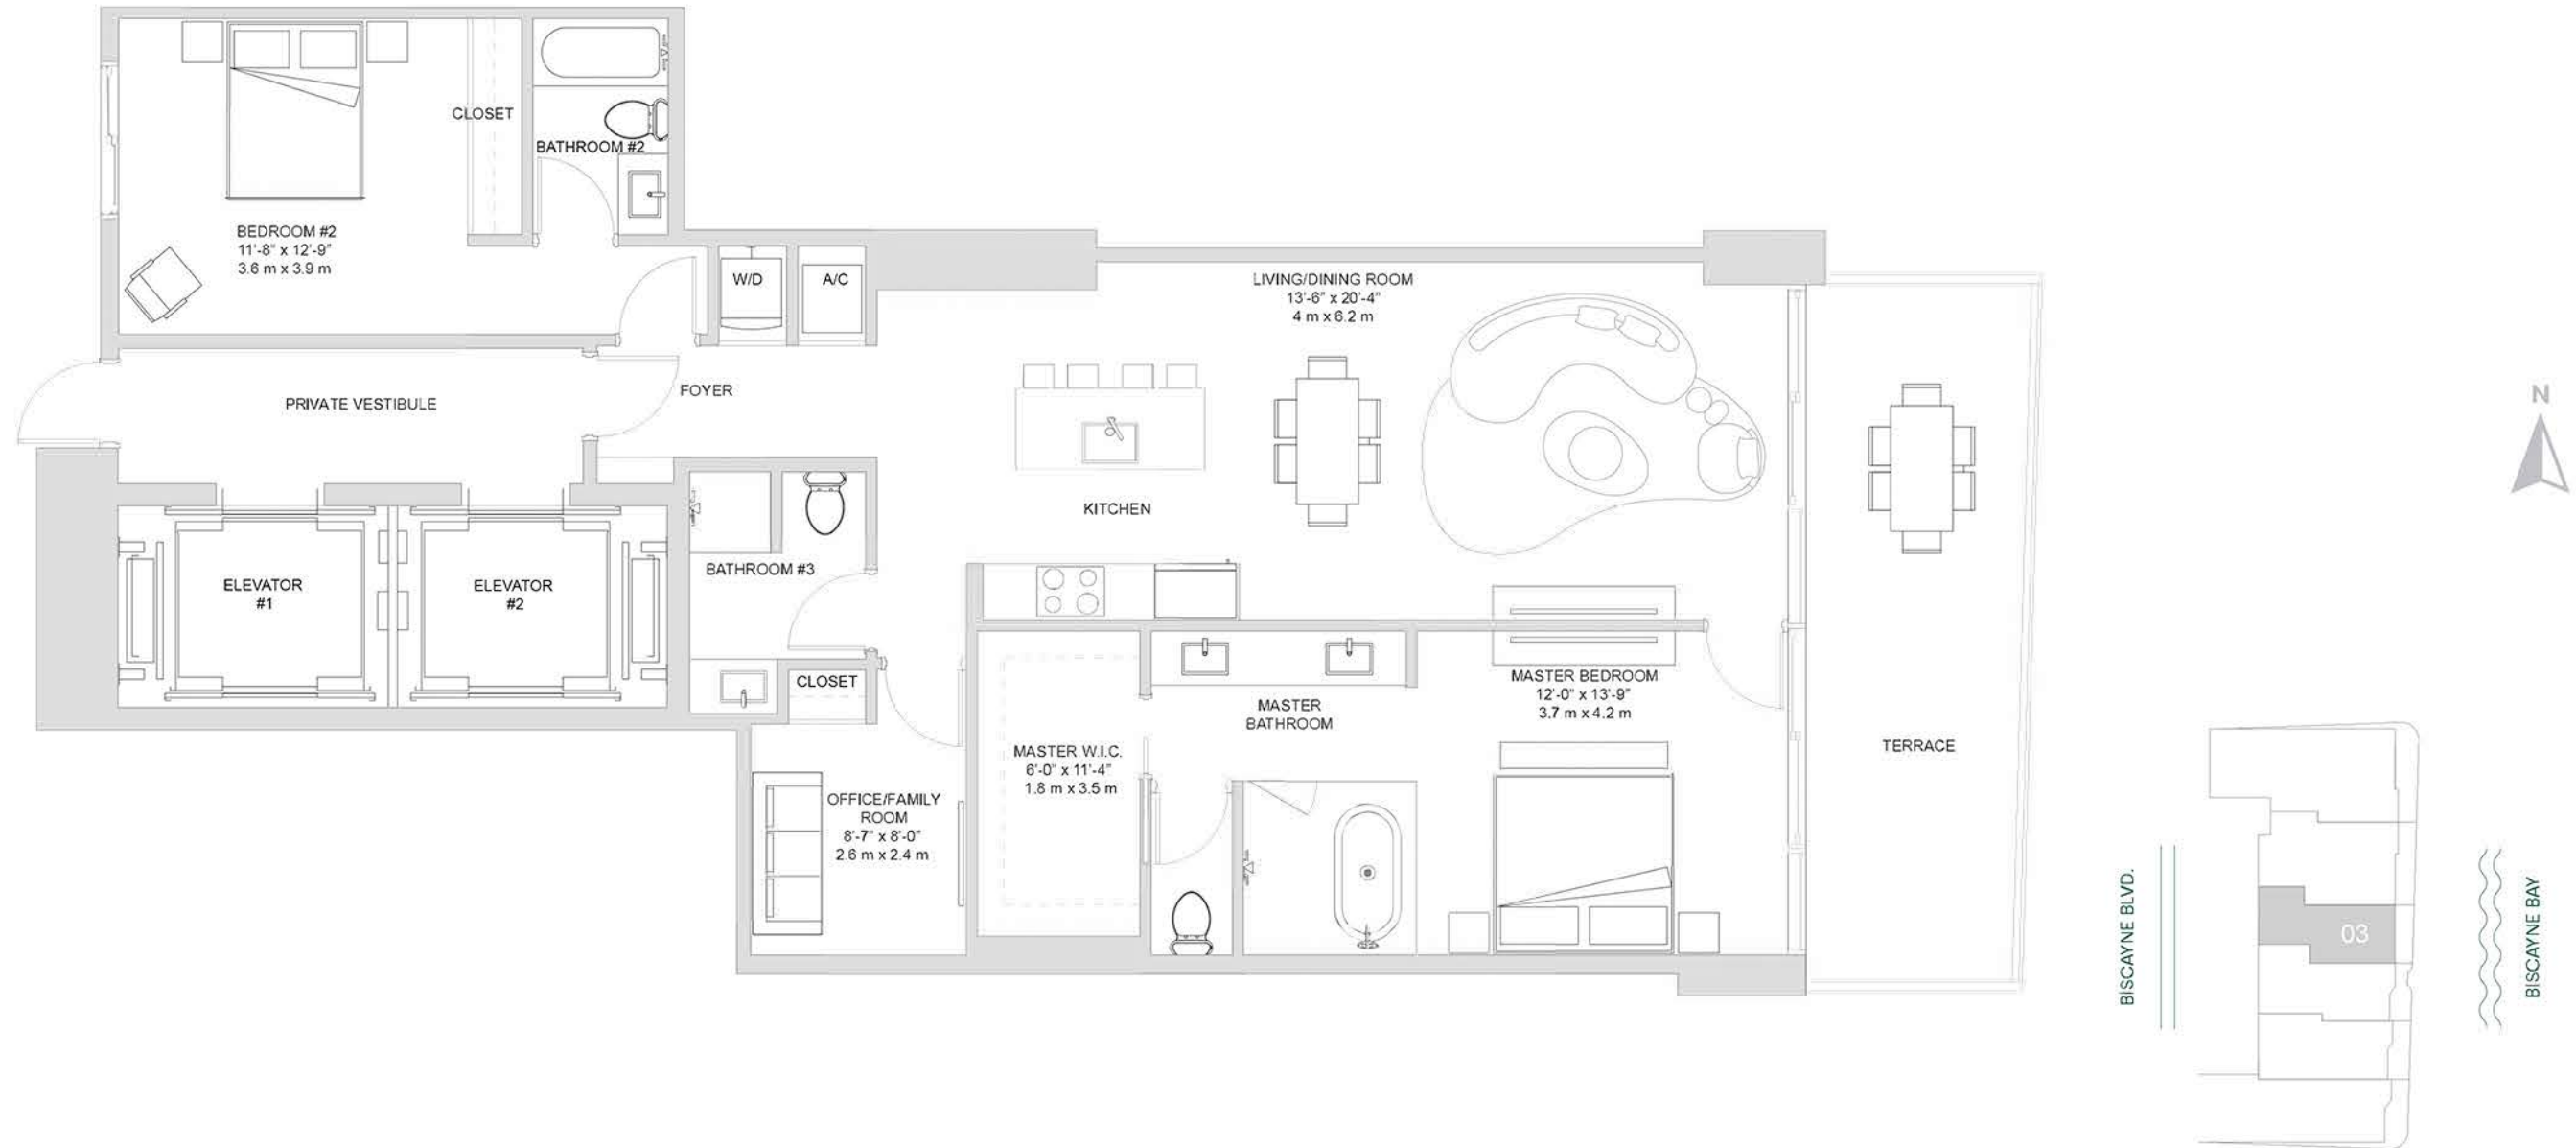 CLOSET
BATHROOM #2
BEDROOM #2
11'-8" x 12'-9"
3.6 m x 3.9 m
W/D
A/C
LIVING/DINING ROOM
13'-6" x 20'-4"
4 m x 6.2 m
PRIVATE VESTIBULE
FOYER
N
KITCHEN
BATHROOM #3
ELEVATOR
#1
ELEVATOR
#2
CLOSET
MASTER BEDROOM
12'-0" x 13'-9"
3.7 m x 4.2 m
MASTER
BATHROOM
MASTER W.I.C.
6'-0" x 11'-4"
1.8 m x 3.5 m
TERRACE
OFFICE/FAMILY
ROOM
8'-7" x 8'-0"
2.6 m x 2.4 m
BISCAYNE BLVD.
03
BISCAYNE BAY